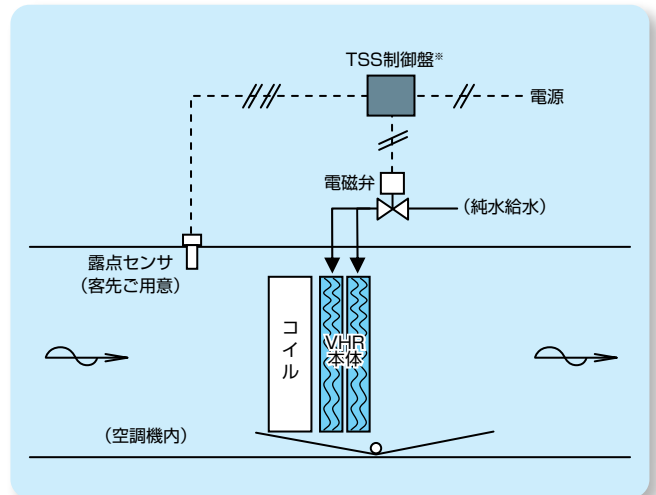 TSS制御盤※
電源
電磁弁
(純水給水)
露点センサ
(客先ご用意)
コイル
VHR
本体
(空調機内)